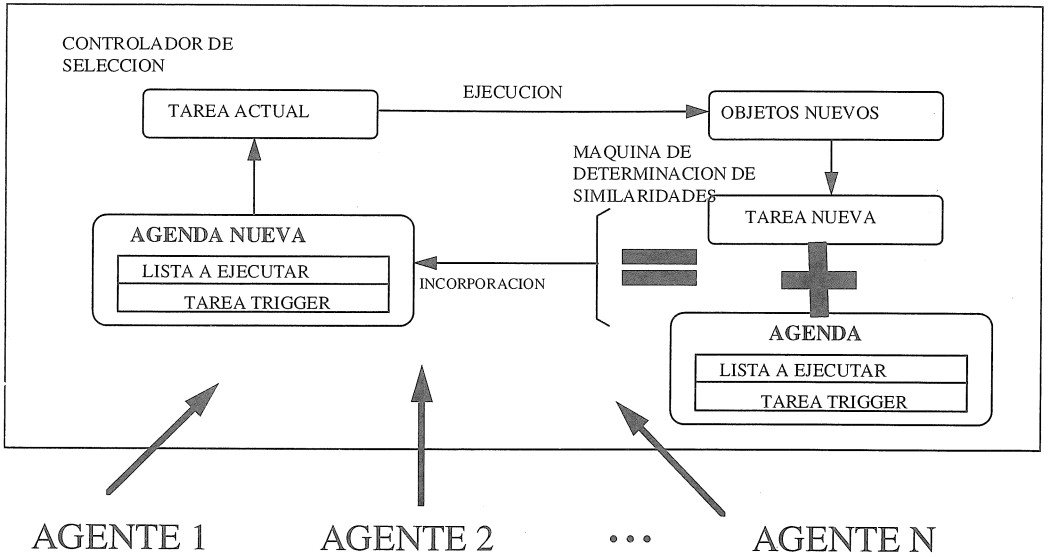 CONTROLADOR DE
SELECCION
EJECUCION
TAREA ACTUAL
OBJETOS NUEVOS
MAQUINA DE
DETERMINACION DE
SIMILARIDADES
TAREA NUEVA
AGENDA NUEVA
LISTA A EJECUTAR
TAREA TRIGGER
INCORPORACION
AGENDA
LISTA A EJECUTAR
TAREA TRIGGER
AGENTE 1 AGENTE 2 ... AGENTE N